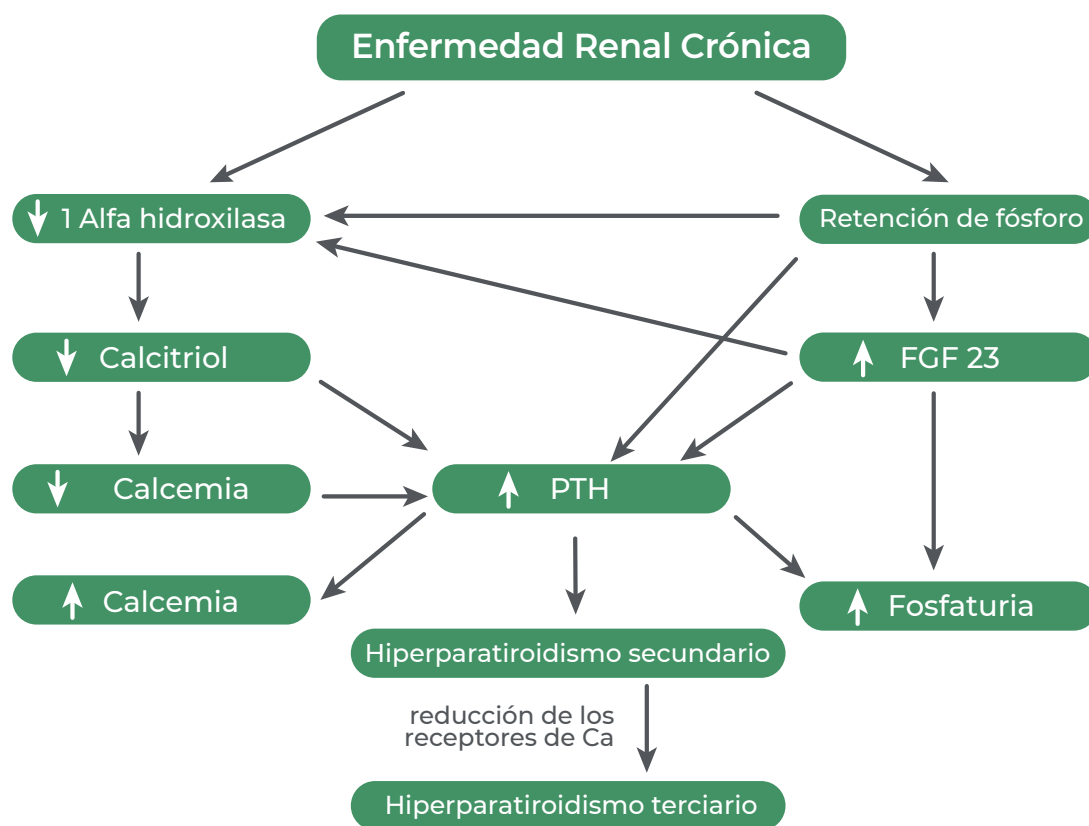 Enfermedad Renal Crónica
1 Alfa hidroxilasa
Retención de fósforo
Calcitriol
FGF 23
Calcemia
PTH
Calcemia
Fosfaturia
Hiperparatiroidismo secundario
reducción de los
receptores de Ca
Hiperparatiroidismo terciario